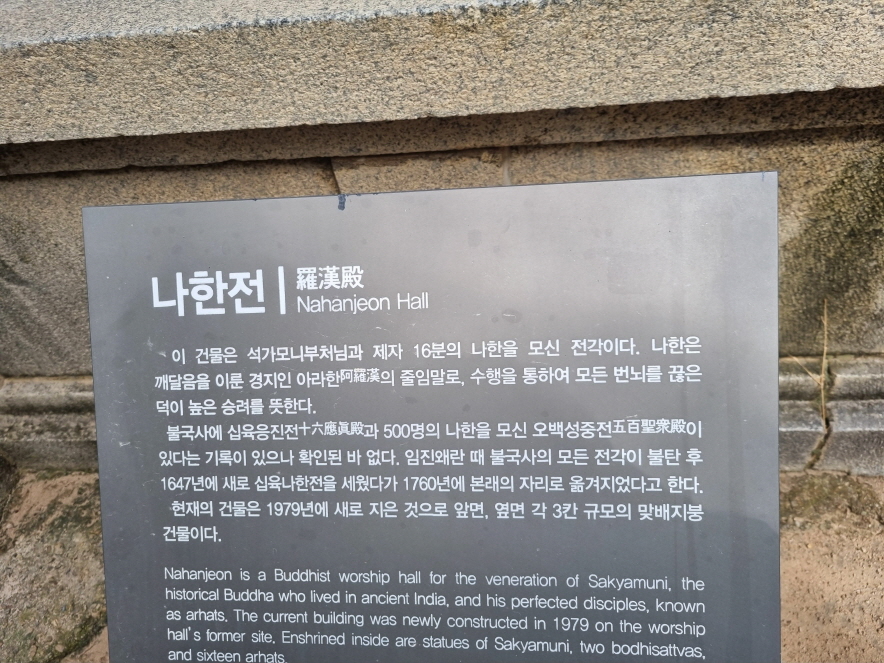 나한전 | 羅漢殿
Nahanjeon Hall
이 건물은 석가모니부처님과 제자 16분의 나한을 모신 전각이다. 나한은
깨달음을 이룬 경지인 아라한阿羅漢의 줄임말로, 수행을 통하여 모든 번뇌를 끊은
덕이 높은 승려를 뜻한다.
불국사에 십육응진전十六應眞殿과 500명의 나한을 모신 오백성중전五百聖衆殿이
있다는 기록이 있으나 확인된 바 없다. 임진왜란 때 불국사의 모든 전각이 불탄 후
1647년에 새로 십육나한전을 세웠다가 1760년에 본래의 자리로 옮겨지었다고 한다.
현재의 건물은 1979년에 새로 지은 것으로 앞면, 옆면 각 3칸 규모의 맞배지붕
건물이다.
Nahanjeon is a Buddhist worship hall for the veneration of Sakyamuni, the
historical Buddha who lived in ancient India, and his perfected disciples, known
as arhats. The current building was newly constructed in 1979 on the worship
hall's former site. Enshrined inside are statues of Sakyamuni, two bodhisattvas,
and sixteen arhats.